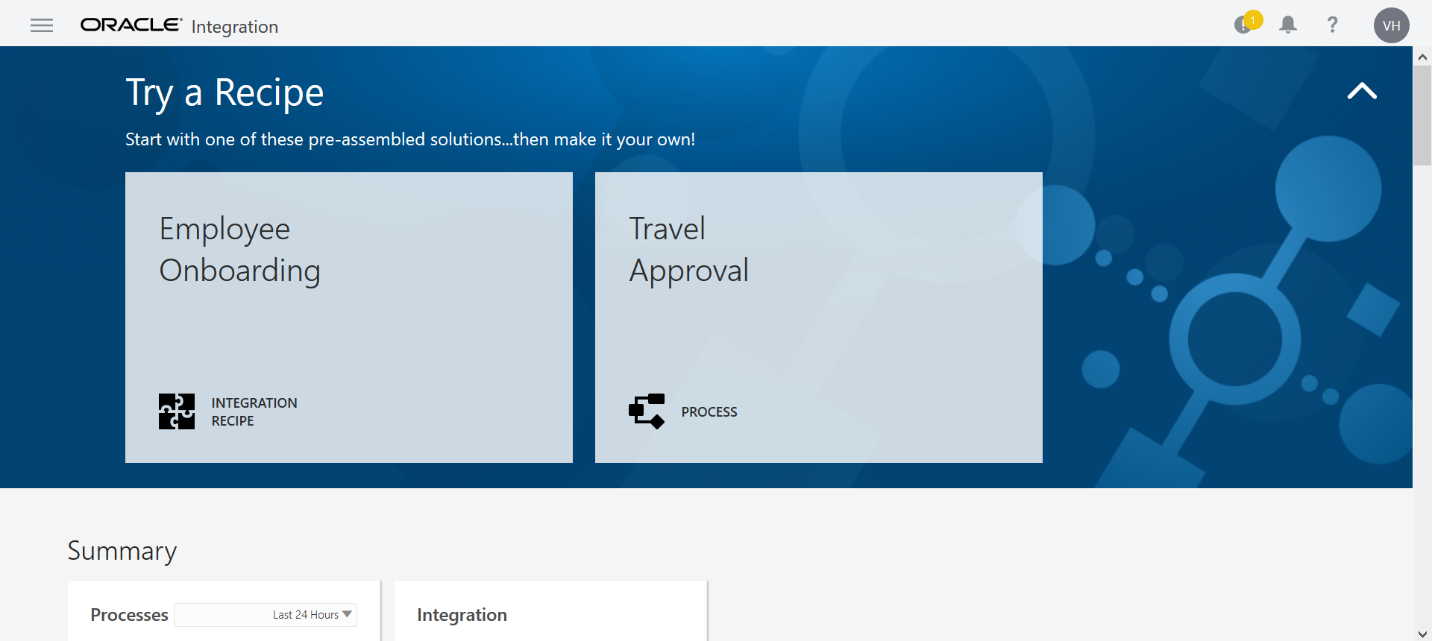 ORACLE Integration
1
?
VH
Try a Recipe
Start with one of these pre-assembled solutions...then make it your own!
Employee
Onboarding
INTEGRATION
RECIPE
Travel
Approval
PROCESS
Summary
Processes Last 24 Hours
Integration